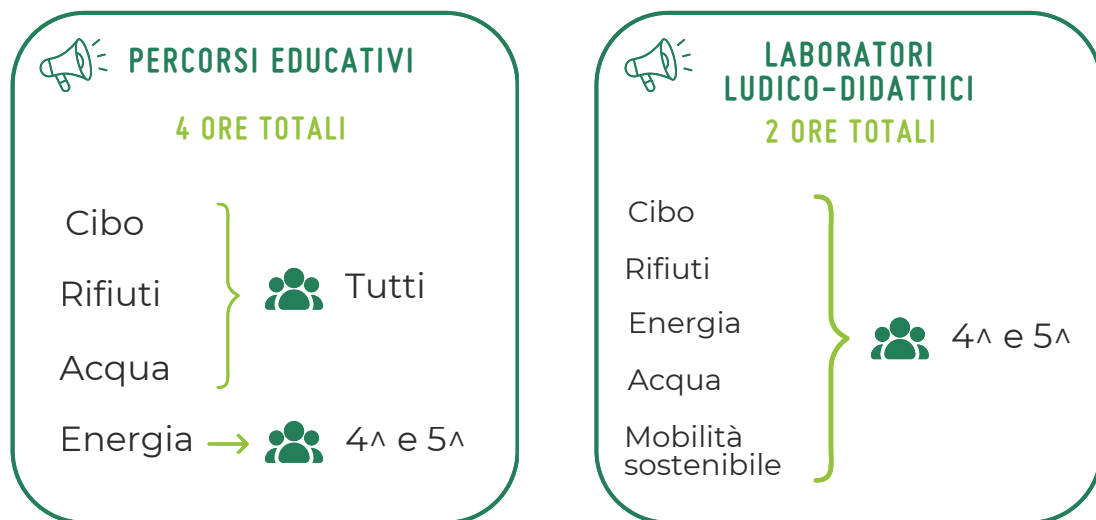 PERCORSI EDUCATIVI
4 ORE TOTALI
Cibo
Rifiuti
Acqua
Tutti
Energia
4^ e 5^
LABORATORI
LUDICO-DIDATTICI
2 ORE TOTALI
Cibo
Rifiuti
Energia
Acqua
Mobilità
sostenibile
4^ e 5^